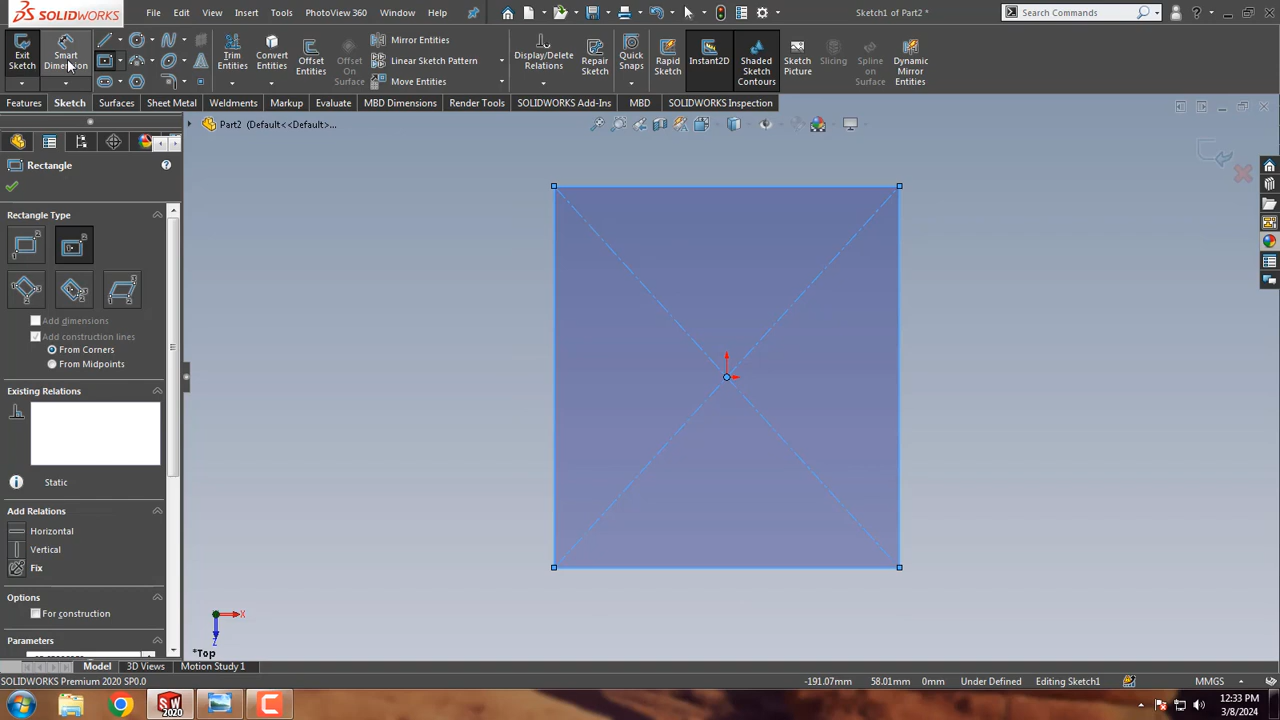 SOLIDWORKS File Edit View Insert Tools PhotoView 360 Window Help Sketch1 of Part2 * Search Commands
Exit Sketch Smart Dimension Trim Entities Convert Entities Offset Entities Offset On Surface Mirror Entities Linear Sketch Pattern Move Entities Display/Delete Relations Repair Sketch Quick Snaps Rapid Sketch Instant2D Shaded Sketch Contours Sketch Picture Slicing Spline on Surface Dynamic Mirror Entities
Features Sketch Surfaces Sheet Metal Weldments Markup Evaluate MBD Dimensions Render Tools SOLIDWORKS Add-Ins MBD SOLIDWORKS Inspection
Part2 (Default<<Default>...
Rectangle
Rectangle Type
Add dimensions
Add construction lines
From Corners
From Midpoints
Existing Relations
Static
Add Relations
Horizontal
Vertical
Fix
Options
For construction
Parameters
X
Z
*Top
Model 3D Views Motion Study 1
SOLIDWORKS Premium 2020 SP0.0 -191.07mm 58.01mm 0mm Under Defined Editing Sketch1 MMGS
SW 2020 12:33 PM
3/8/2024